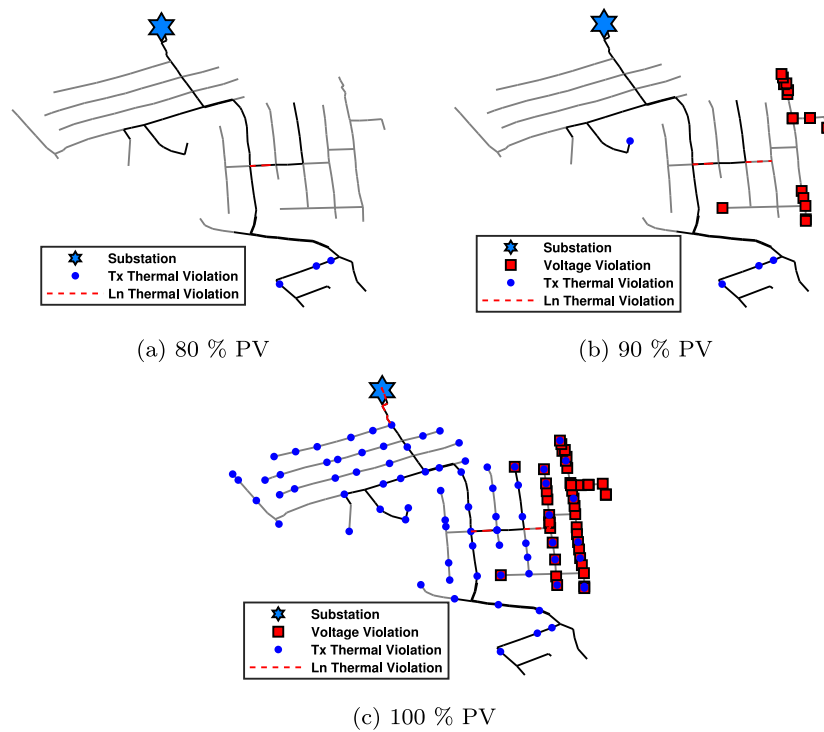 Substation
Tx Thermal Violation
Ln Thermal Violation
(a) 80 % PV
Substation
Voltage Violation
Tx Thermal Violation
Ln Thermal Violation
(b) 90 % PV
Substation
Voltage Violation
Tx Thermal Violation
Ln Thermal Violation
(c) 100 % PV